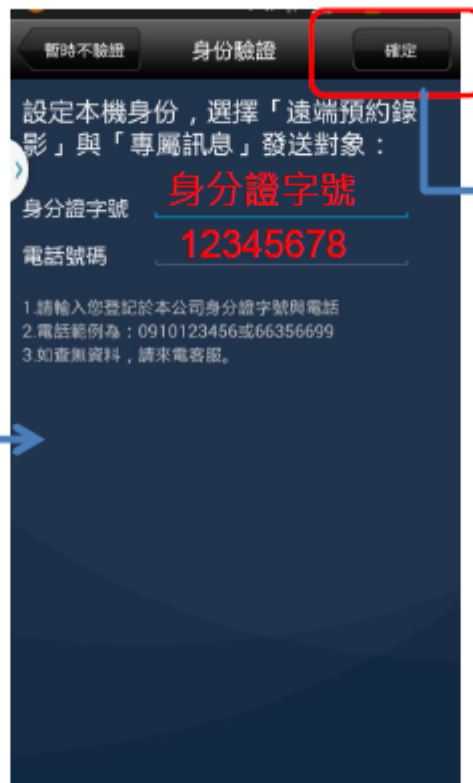 暫時不驗證
身份驗證
確定
設定本機身份，選擇「遠端預約錄
影」與「專屬訊息」發送對象：
身分證字號 身分證字號
電話號碼 12345678
1.請輸入您登記於本公司身分證字號與電話
2.電話範例為：0910123456或66356699
3.如查無資料，請來電客服。